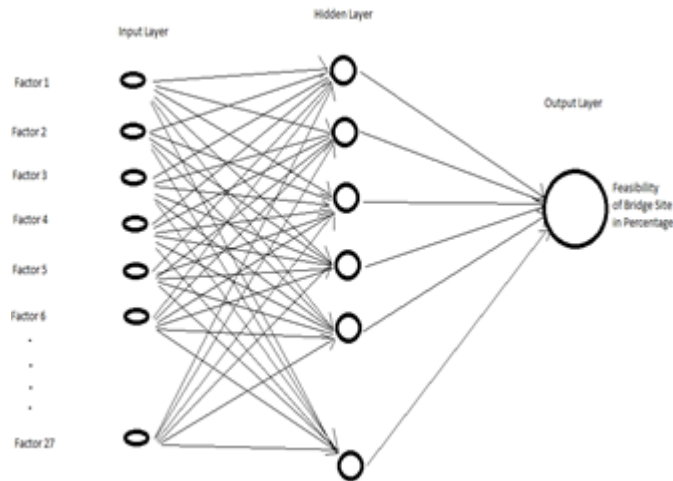 Hidden Layer
Input Layer
Factor 1
Output Layer
Factor 2
Factor 3
Feasibility
of Bridge Site
in Percentage
Factor 4
Factor 5
Factor 6
Factor 27